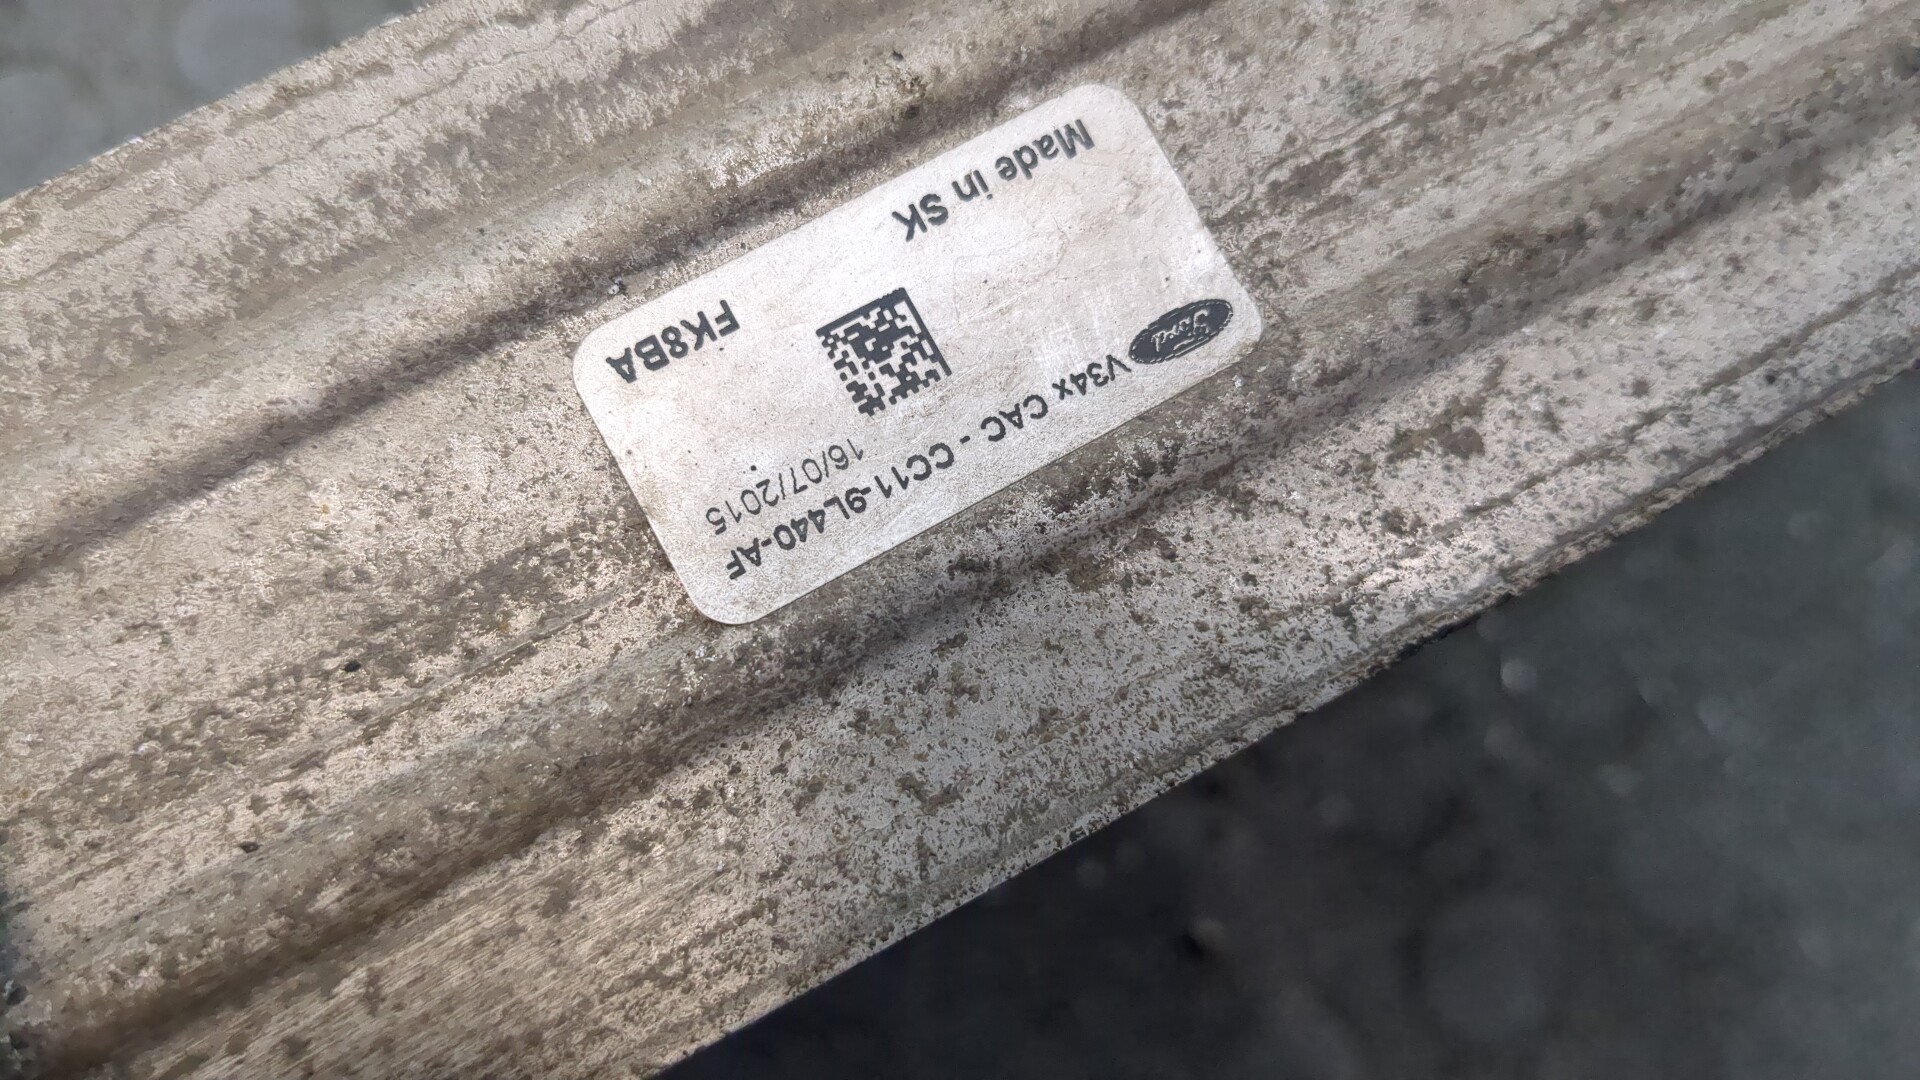 Ford V34x CAC - CC11-9L440-AF
16/07/2015
Made in SK
FK8BA